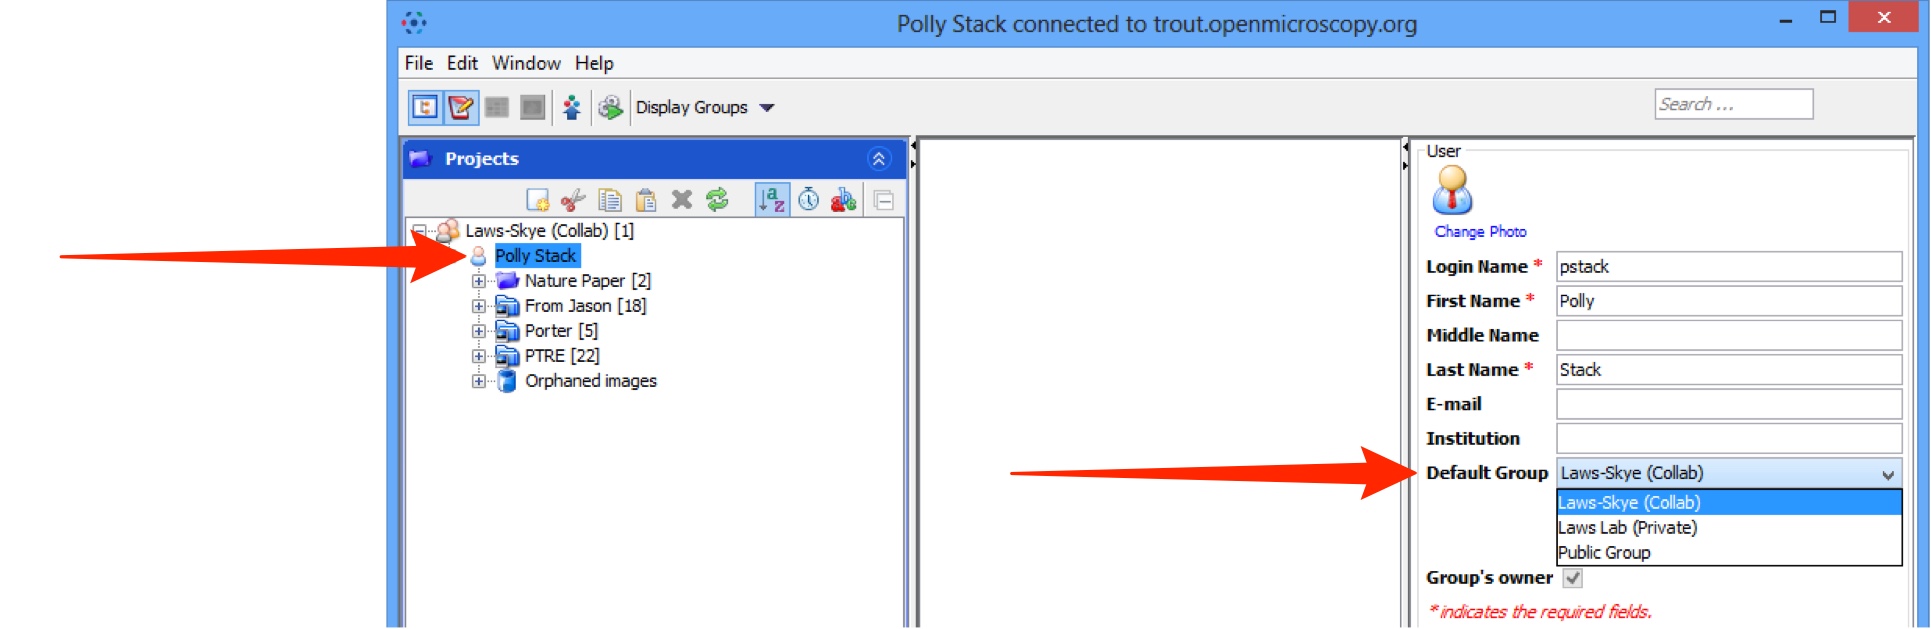 Polly Stack connected to trout.openmicroscopy.org
File Edit Window Help
Display Groups
Search ...
Projects
Laws-Skye (Collab) [1]
Polly Stack
Nature Paper [2]
From Jason [18]
Porter [5]
PTRE [22]
Orphaned images
User
Change Photo
Login Name * pstack
First Name * Polly
Middle Name
Last Name * Stack
E-mail
Institution
Default Group Laws-Skye (Collab)
Laws-Skye (Collab)
Laws Lab (Private)
Public Group
Group's owner
* indicates the required fields.